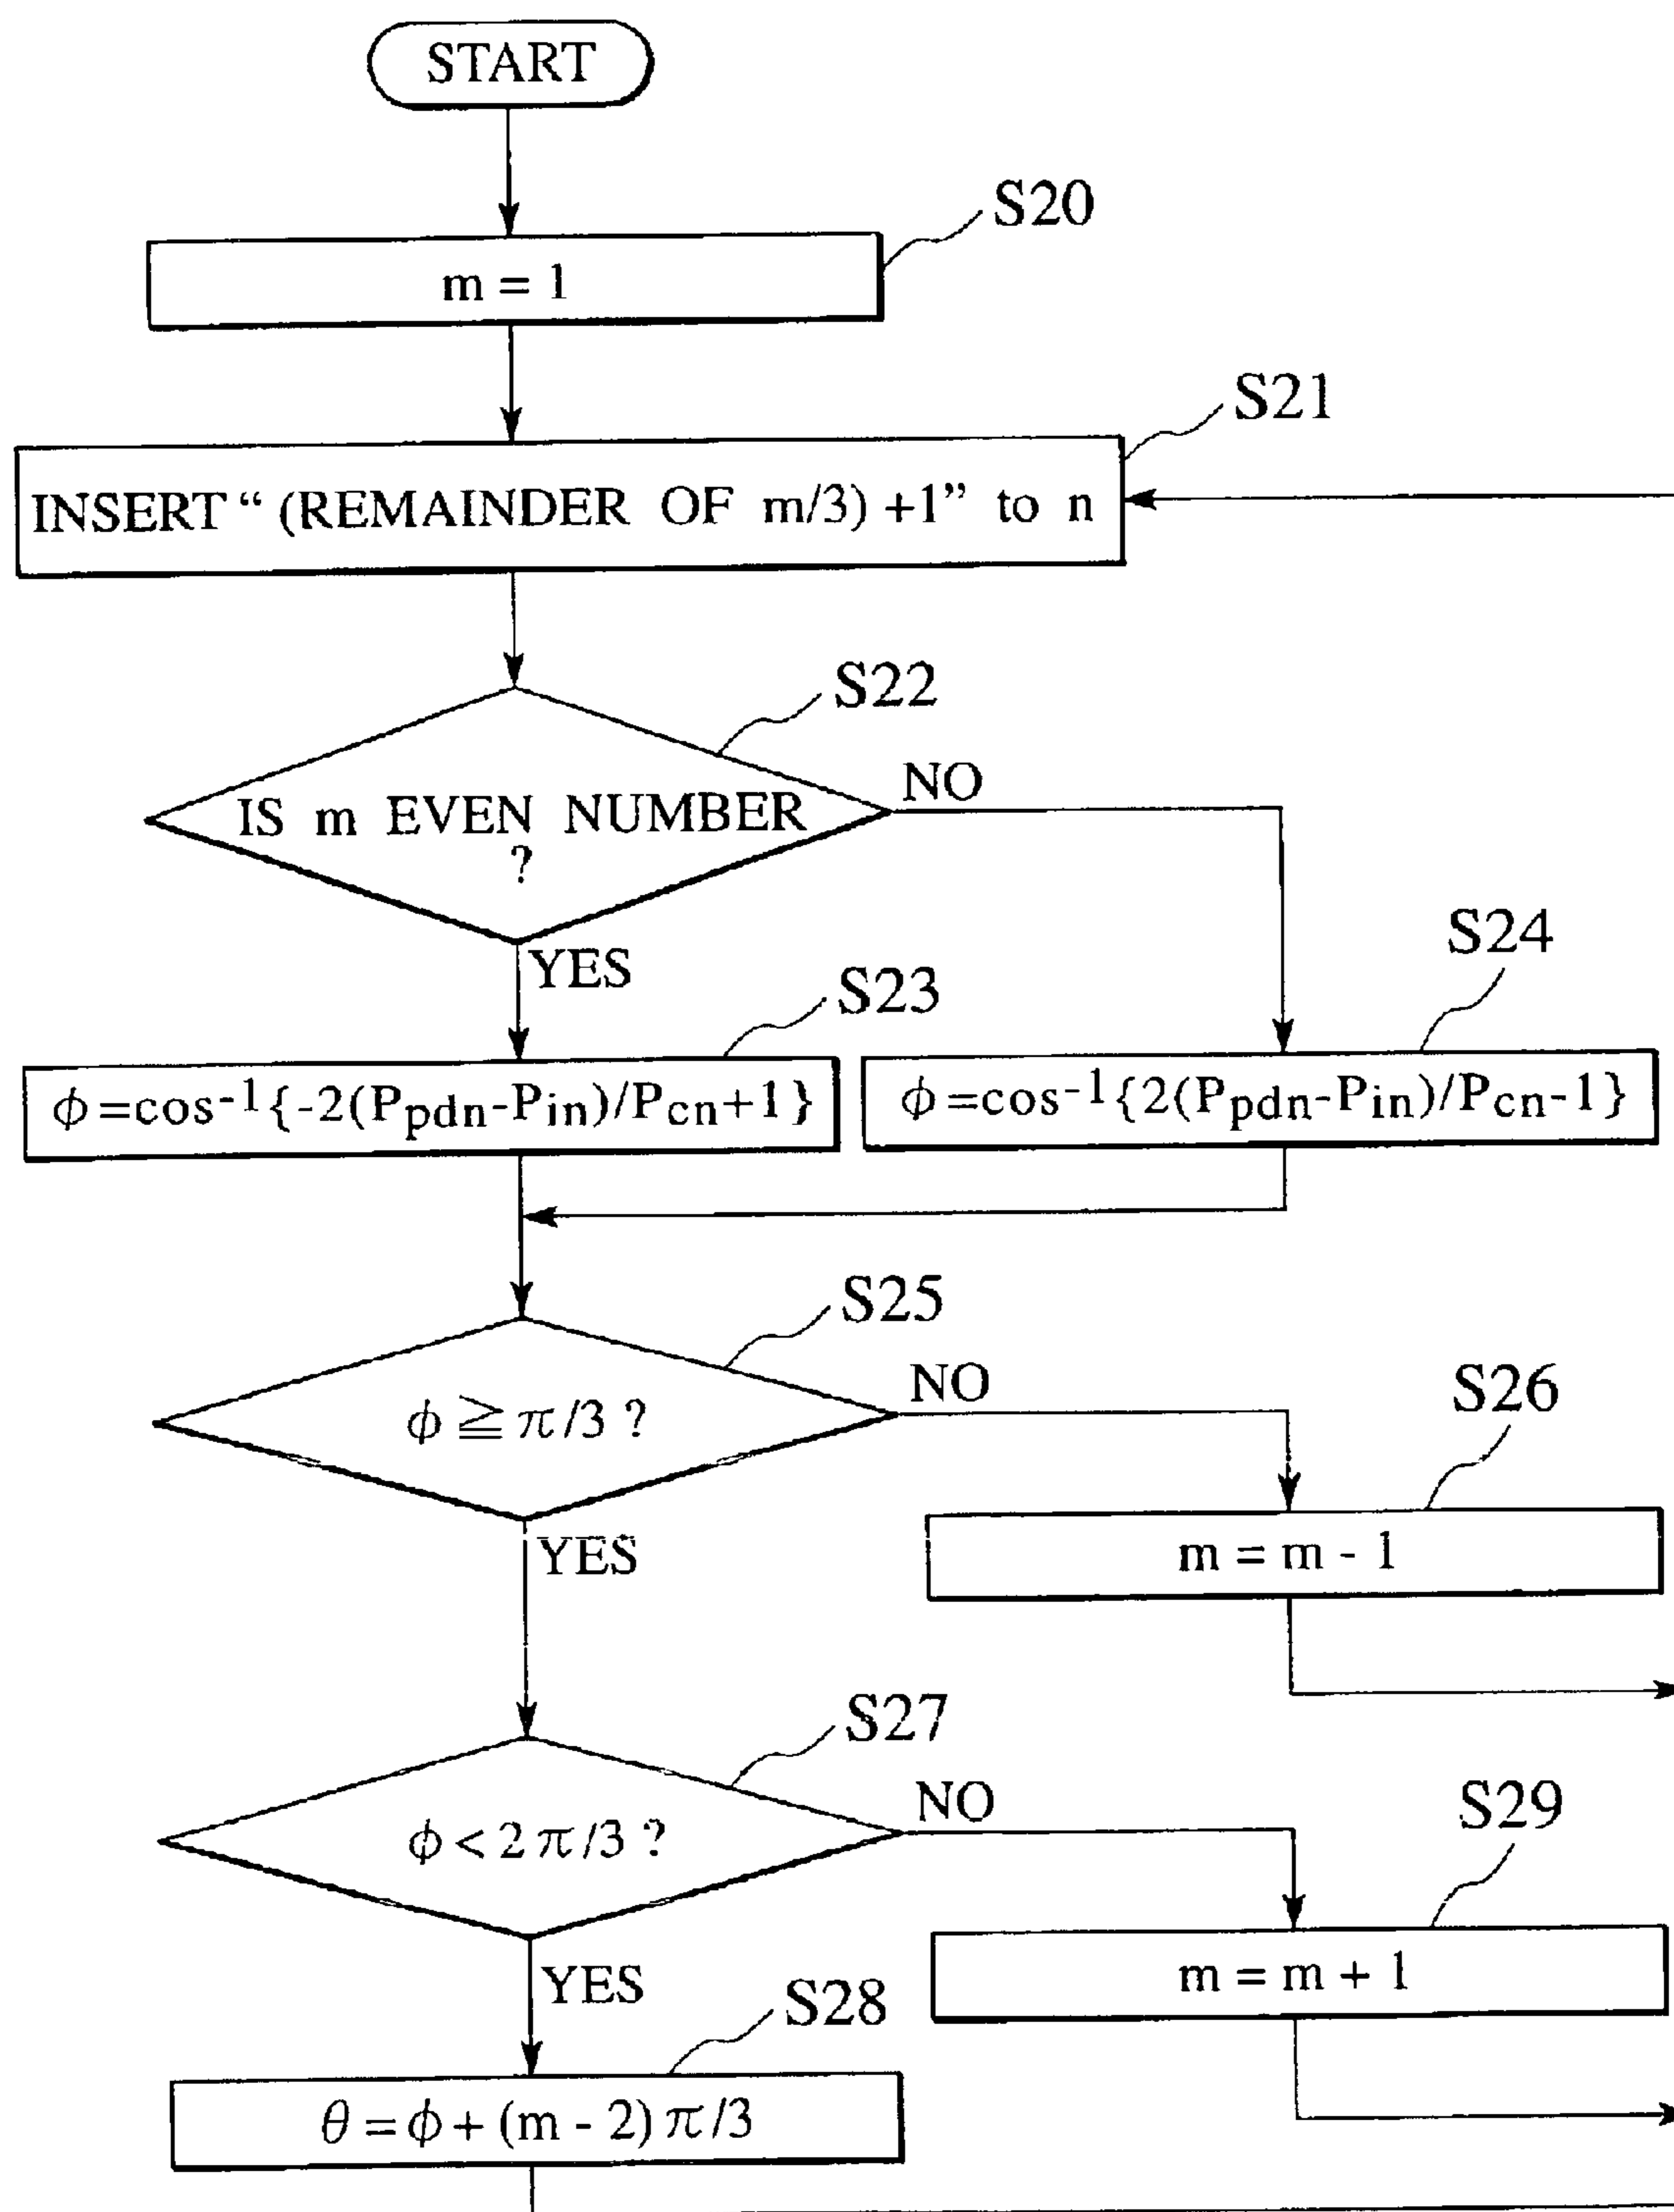 START
S20
m = 1
S21
INSERT “ (REMAINDER OF m/3) +1” to n
S22
IS m EVEN NUMBER
?
NO
YES
S23
S24
ϕ =cos⁻¹{-2(Ppdn-Pin)/Pcn+1}
ϕ =cos⁻¹{2(Ppdn-Pin)/Pcn-1}
S25
ϕ ≧ π/3 ?
NO
YES
S26
m = m - 1
S27
ϕ < 2π/3 ?
NO
YES
S29
m = m + 1
S28
θ = ϕ + (m - 2) π/3